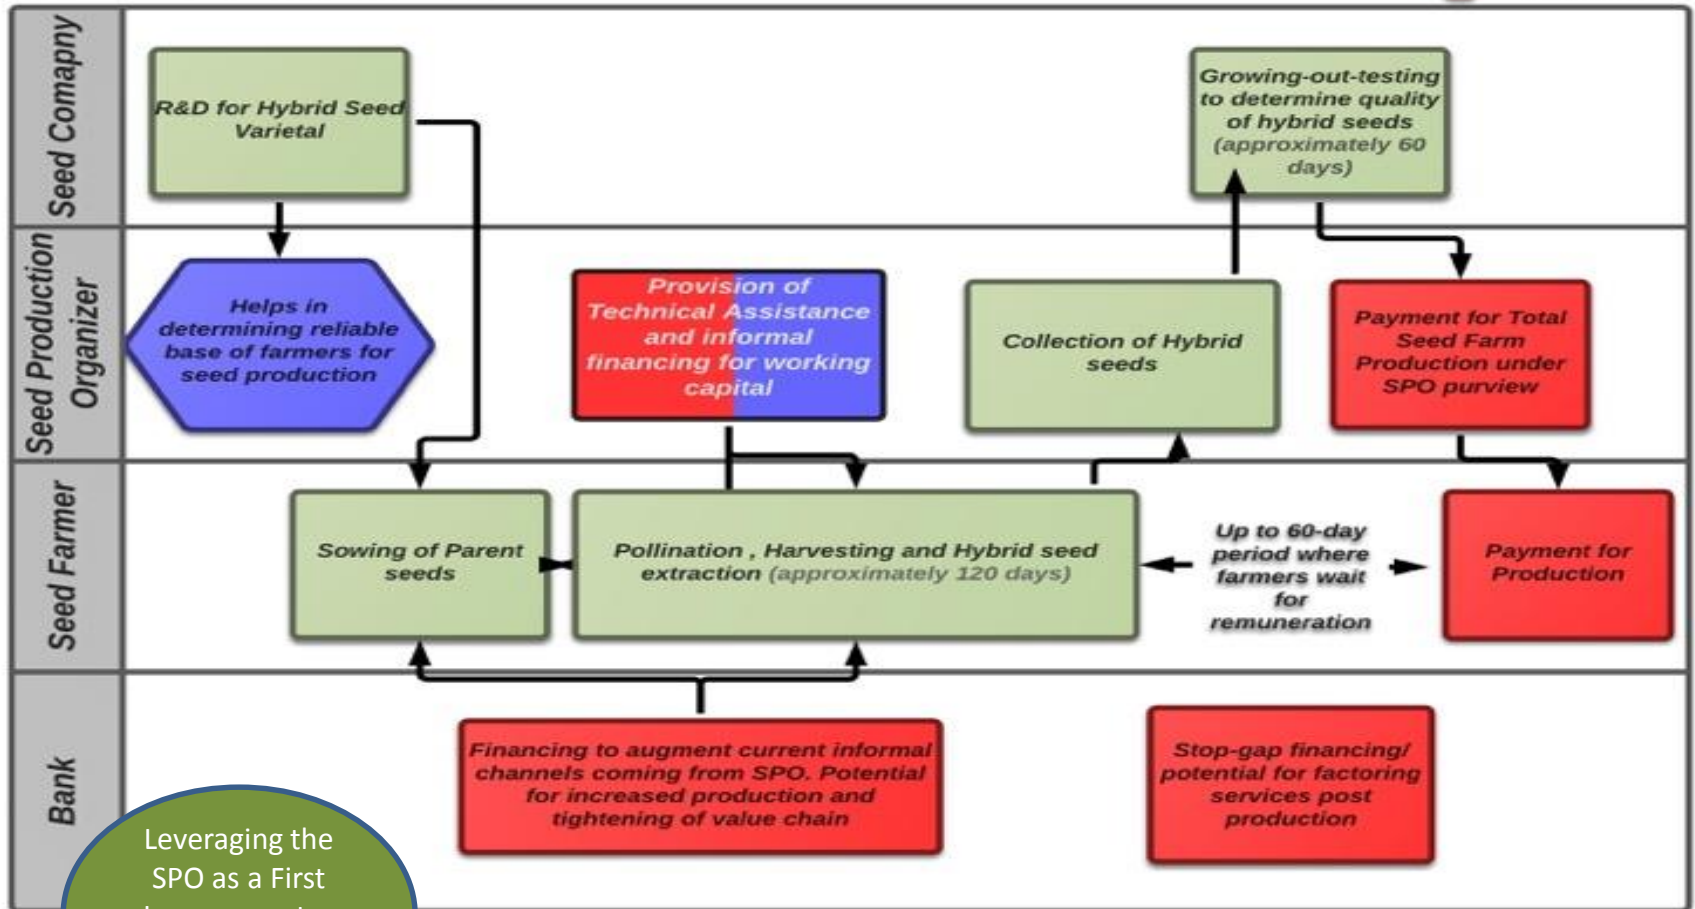 Seed Comapny
R&D for Hybrid Seed
Varietal
Growing-out-testing
to determine quality
of hybrid seeds
(approximately 60
days)
Seed Production
Organizer
Helps in
determining reliable
base of farmers for
seed production
Provision of
Technical Assistance
and informal
financing for working
capital
Collection of Hybrid
seeds
Payment for Total
Seed Farm
Production under
SPO purview
Seed Farmer
Sowing of Parent
seeds
Pollination , Harvesting and Hybrid seed
extraction (approximately 120 days)
Up to 60-day
period where
farmers wait
for
remuneration
Payment for
Production
Bank
Financing to augment current informal
channels coming from SPO. Potential
for increased production and
tightening of value chain
Stop-gap financing/
potential for factoring
services post
production
Leveraging the
SPO as a First